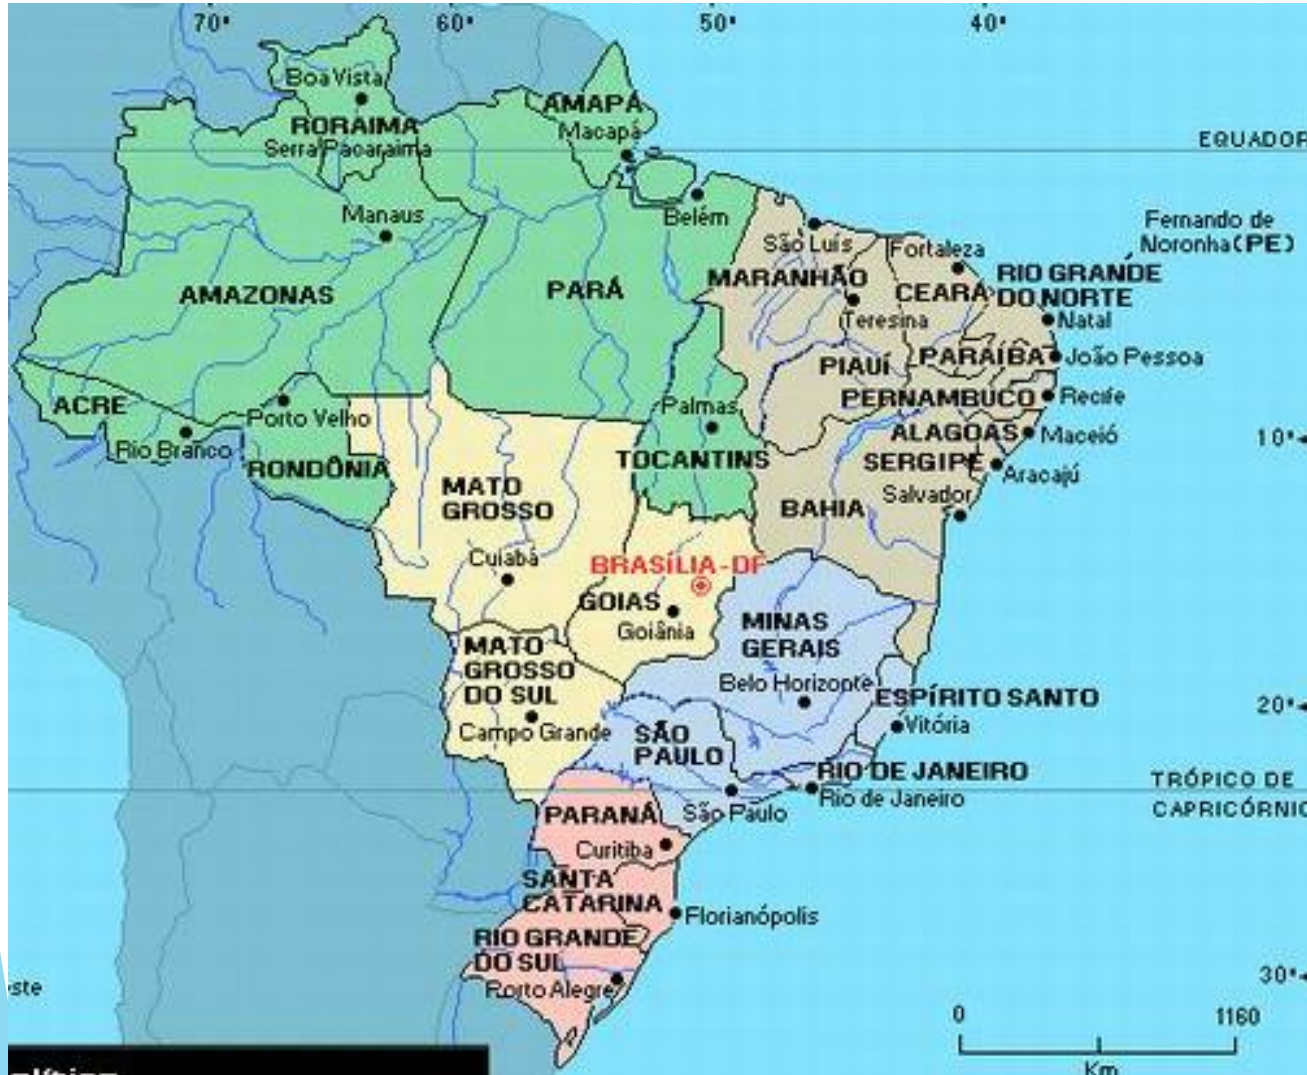 70°
60°
50°
40°
Boa Vista
AMAPÁ
RORAIMA
Macapá
EQUADOR
Serra Pacaraima
Manaus
Belém
Fernando de
Noronha(PE)
São Luís
Fortaleza
RIO GRANDE
DO NORTE
MARANHÃO
CEARÁ
AMAZONAS
PARÁ
Teresina
Natal
PARAÍBA
João Pessoa
PIAUÍ
PERNAMBUCO
Recife
ACRE
Porto Velho
Palmas
ALAGOAS
Maceió
10°
Rio Branco
RONDÔNIA
TOCANTINS
SERGIPE
Aracajú
MATO
GROSSO
Salvador
BAHIA
Cuiabá
BRASÍLIA-DF
GOIAS
Goiânia
MINAS
GERAIS
MATO
GROSSO
DO SUL
Belo Horizonte
ESPÍRITO SANTO
20°
Vitória
Campo Grande
SÃO
PAULO
RIO DE JANEIRO
Rio de Janeiro
TRÓPICO DE
CAPRICÓRNIO
PARANÁ
São Paulo
Curitiba
SANTA
CATARINA
Florianópolis
RIO GRANDE
DO SUL
30°
Porto Alegre
ste
0
1160
Km